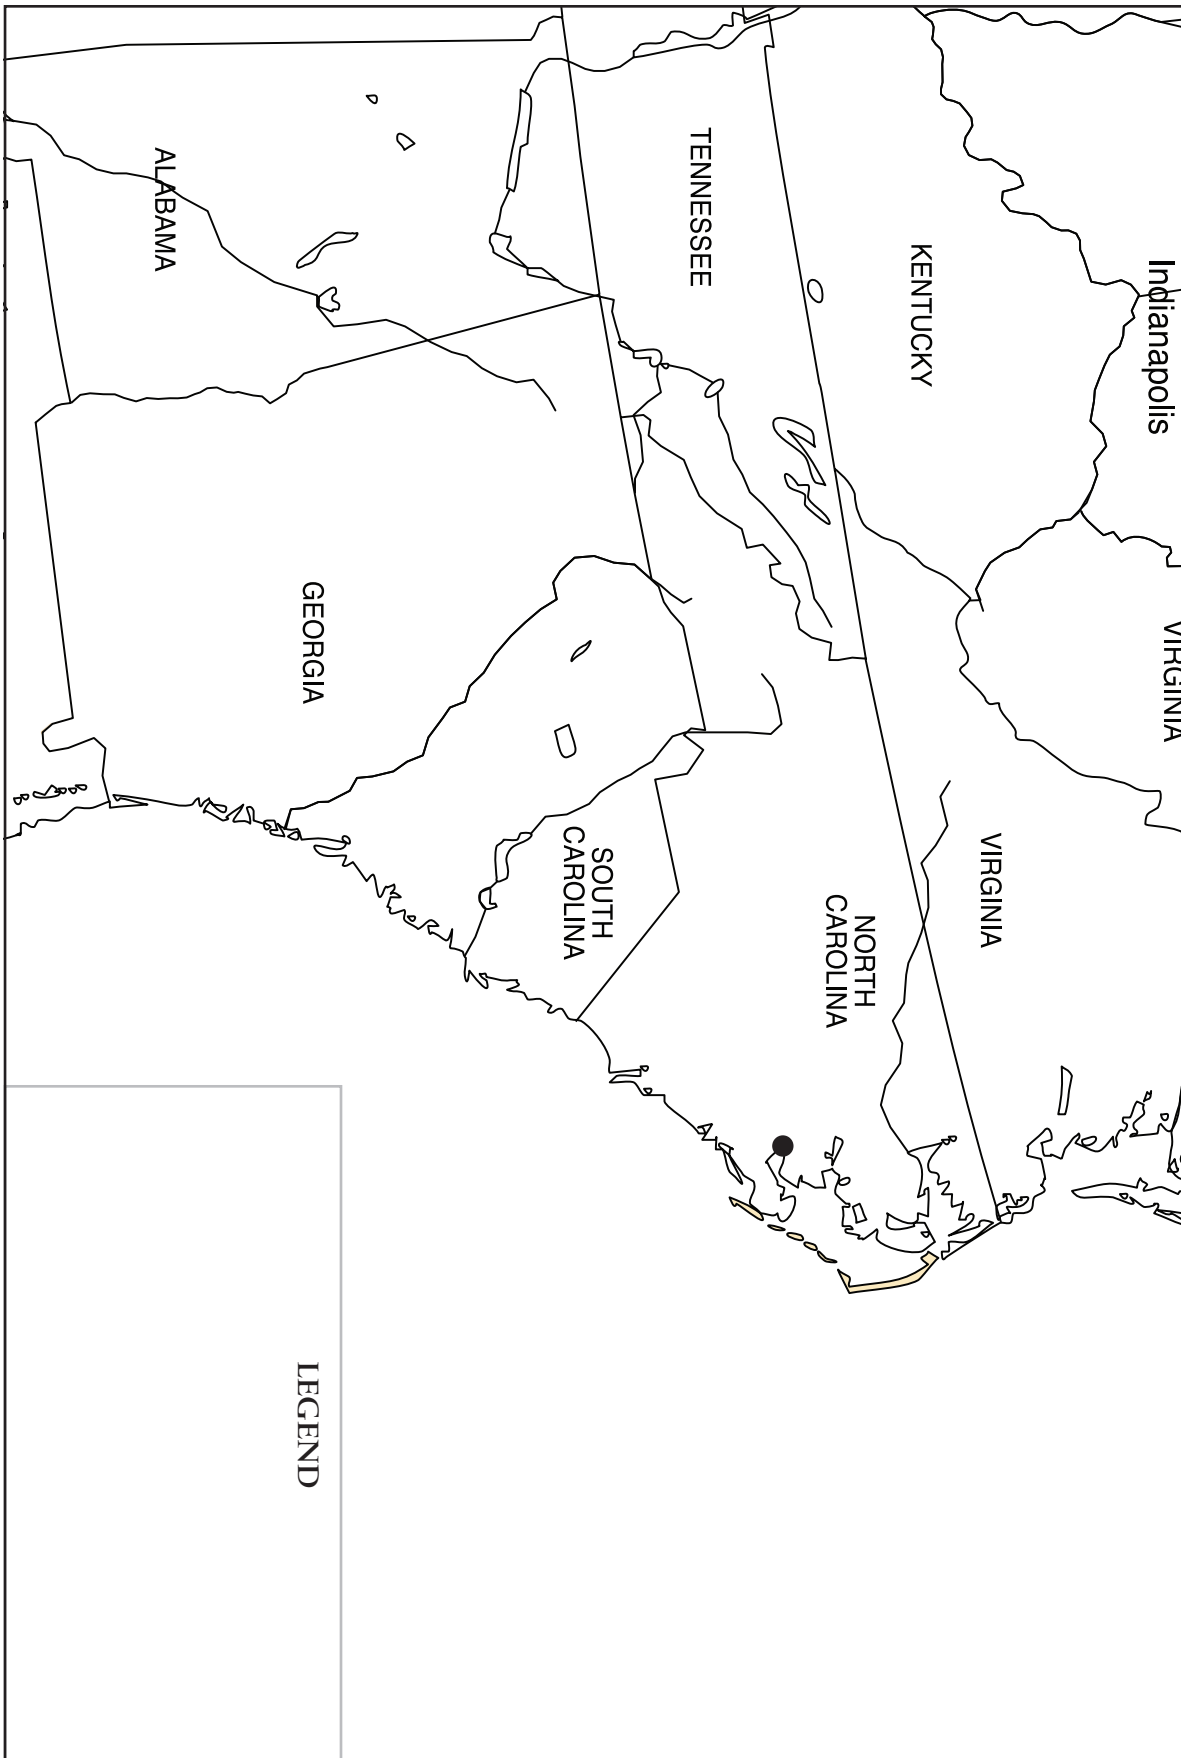 Indianapolis
VIRGINIA
KENTUCKY
VIRGINIA
TENNESSEE
NORTH
CAROLINA
SOUTH
CAROLINA
ALABAMA
GEORGIA
LEGEND